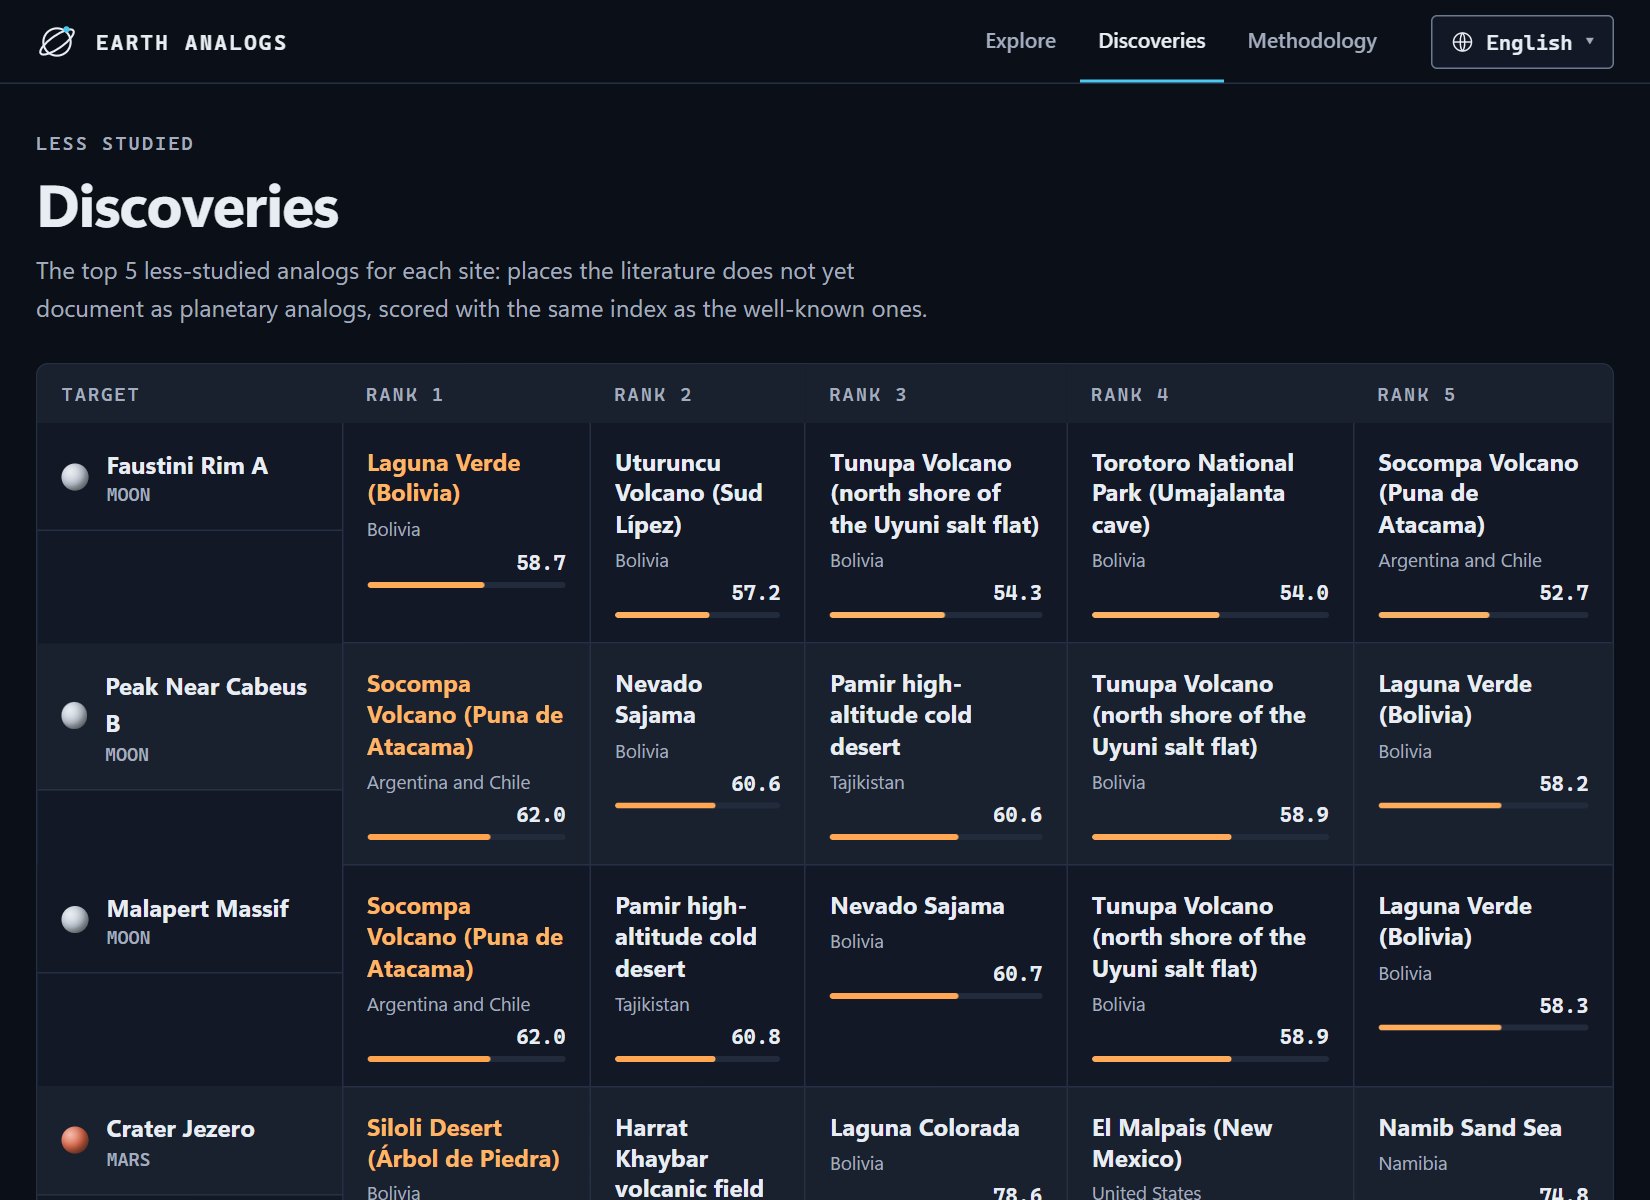 EARTH ANALOGS
Explore
Discoveries
Methodology
English
LESS STUDIED
Discoveries
The top 5 less-studied analogs for each site: places the literature does not yet
document as planetary analogs, scored with the same index as the well-known ones.
TARGET
RANK 1
RANK 2
RANK 3
RANK 4
RANK 5
Faustini Rim A
MOON
Laguna Verde
(Bolivia)
Bolivia
58.7
Uturuncu
Volcano (Sud
Lípez)
Bolivia
57.2
Tunupa Volcano
(north shore of
the Uyuni salt flat)
Bolivia
54.3
Torotoro National
Park (Umajalanta
cave)
Bolivia
54.0
Socompa Volcano
(Puna de
Atacama)
Argentina and Chile
52.7
Peak Near Cabeus
B
MOON
Socompa
Volcano (Puna de
Atacama)
Argentina and Chile
62.0
Nevado
Sajama
Bolivia
60.6
Pamir high-
altitude cold
desert
Tajikistan
60.6
Tunupa Volcano
(north shore of the
Uyuni salt flat)
Bolivia
58.9
Laguna Verde
(Bolivia)
Bolivia
58.2
Malapert Massif
MOON
Socompa
Volcano (Puna de
Atacama)
Argentina and Chile
62.0
Pamir high-
altitude cold
desert
Tajikistan
60.8
Nevado Sajama
Bolivia
60.7
Tunupa Volcano
(north shore of the
Uyuni salt flat)
Bolivia
58.9
Laguna Verde
(Bolivia)
Bolivia
58.3
Crater Jezero
MARS
Siloli Desert
(Árbol de Piedra)
Bolivia
Harrat
Khaybar
volcanic field
Laguna Colorada
Bolivia
78.6
El Malpais (New
Mexico)
United States
Namib Sand Sea
Namibia
74.8